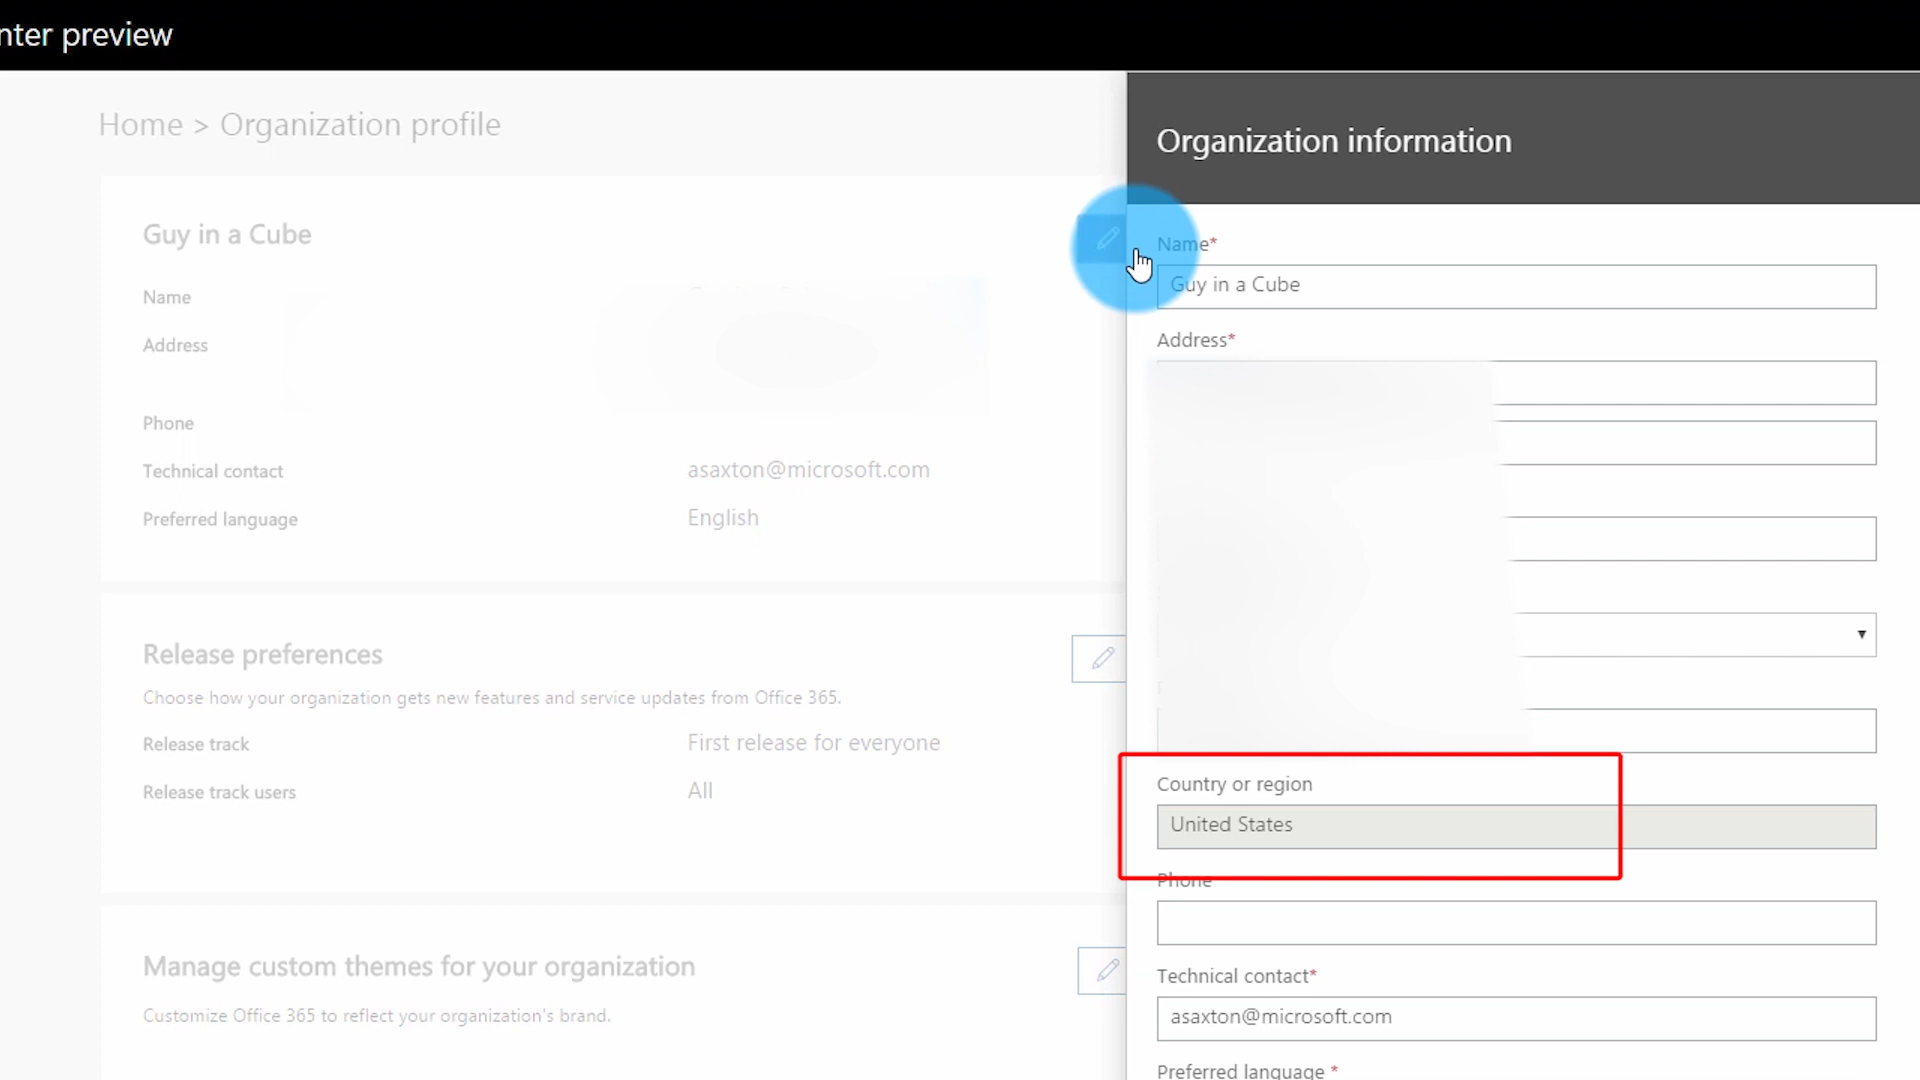 nter preview
Home > Organization profile
Guy in a Cube
Name
Address
Phone
Technical contact asaxton@microsoft.com
Preferred language English
Release preferences
Choose how your organization gets new features and service updates from Office 365.
Release track First release for everyone
Release track users All
Manage custom themes for your organization
Customize Office 365 to reflect your organization's brand.
Organization information
Name*
Guy in a Cube
Address*
Country or region
United States
Phone
Technical contact*
asaxton@microsoft.com
Preferred language *